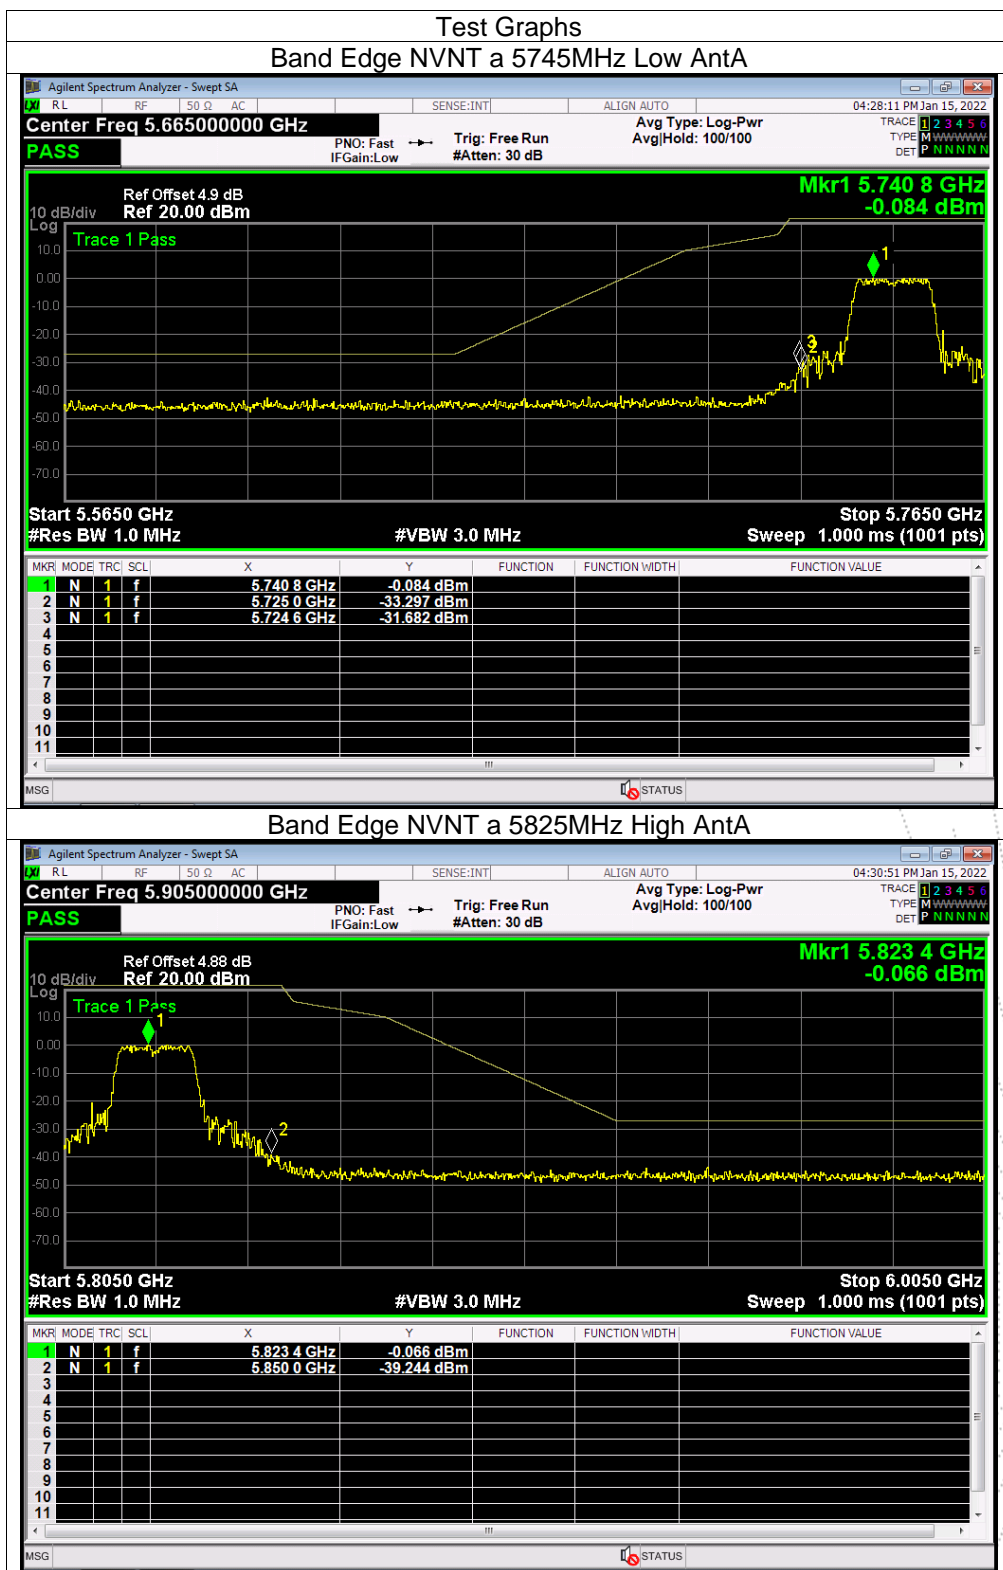 Test Graphs
Band Edge NVNT a 5745MHz Low AntA
Agilent Spectrum Analyzer - Swept SA
LXI RL RF 50 Ω AC SENSE:INT ALIGN AUTO 04:28:11 PM Jan 15, 2022
Center Freq 5.665000000 GHz Avg Type: Log-Pwr TRACE 1 2 3 4 5 6
PASS PNO: Fast Trig: Free Run Avg|Hold: 100/100 TYPE M WWWWW
IFGain:Low #Atten: 30 dB DET P N N N N N
Mkr1 5.740 8 GHz
Ref Offset 4.9 dB -0.084 dBm
10 dB/div Ref 20.00 dBm
Log
Trace 1 Pass
10.0
1
0.00
-10.0
-20.0
3
2
-30.0
-40.0
-50.0
-60.0
-70.0
Start 5.5650 GHz Stop 5.7650 GHz
#Res BW 1.0 MHz #VBW 3.0 MHz Sweep 1.000 ms (1001 pts)
MKR MODE TRC SCL X Y FUNCTION FUNCTION WIDTH FUNCTION VALUE
1 N 1 f 5.740 8 GHz -0.084 dBm
2 N 1 f 5.725 0 GHz -33.297 dBm
3 N 1 f 5.724 6 GHz -31.682 dBm
4
5
6
7
8
9
10
11
MSG STATUS
Band Edge NVNT a 5825MHz High AntA
Agilent Spectrum Analyzer - Swept SA
LXI RL RF 50 Ω AC SENSE:INT ALIGN AUTO 04:30:51 PM Jan 15, 2022
Center Freq 5.905000000 GHz Avg Type: Log-Pwr TRACE 1 2 3 4 5 6
PASS PNO: Fast Trig: Free Run Avg|Hold: 100/100 TYPE M WWWWW
IFGain:Low #Atten: 30 dB DET P N N N N N
Mkr1 5.823 4 GHz
Ref Offset 4.88 dB -0.066 dBm
10 dB/div Ref 20.00 dBm
Log
Trace 1 Pass
10.0
1
0.00
-10.0
-20.0
-30.0
2
-40.0
-50.0
-60.0
-70.0
Start 5.8050 GHz Stop 6.0050 GHz
#Res BW 1.0 MHz #VBW 3.0 MHz Sweep 1.000 ms (1001 pts)
MKR MODE TRC SCL X Y FUNCTION FUNCTION WIDTH FUNCTION VALUE
1 N 1 f 5.823 4 GHz -0.066 dBm
2 N 1 f 5.850 0 GHz -39.244 dBm
3
4
5
6
7
8
9
10
11
MSG STATUS